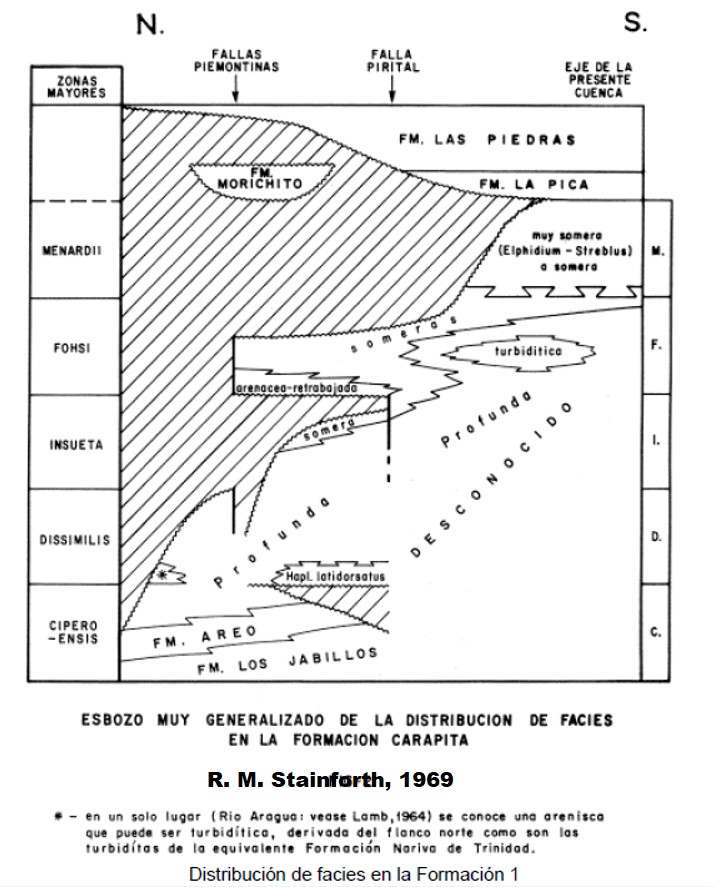 N.
S.
FALLAS
PIEMONTINAS
FALLA
PIRITAL
EJE DE LA
PRESENTE
CUENCA
ZONAS
MAYORES
FM. LAS PIEDRAS
FM.
MORICHITO
FM. LA PICA
MENARDII
muy somera
(Elphidium - Streblus)
a somera
M.
FOHSI
someras
turbidítica
F.
arenacea-retrabajada
INSUETA
somera
Profunda
I.
DESCONOCIDO
DISSIMILIS
Profunda
D.
*
Hapl. latidorsatus
CIPERO
-ENSIS
FM. AREO
C.
FM. LOS JABILLOS
ESBOZO MUY GENERALIZADO DE LA DISTRIBUCION DE FACIES
EN LA FORMACION CARAPITA
R. M. Stainforth, 1969
* - en un solo lugar (Rio Aragua: vease Lamb, 1964) se conoce una arenisca
que puede ser turbidítica, derivada del flanco norte como son las
turbidítas de la equivalente Formación Nariva de Trinidad.
Distribución de facies en la Formación 1